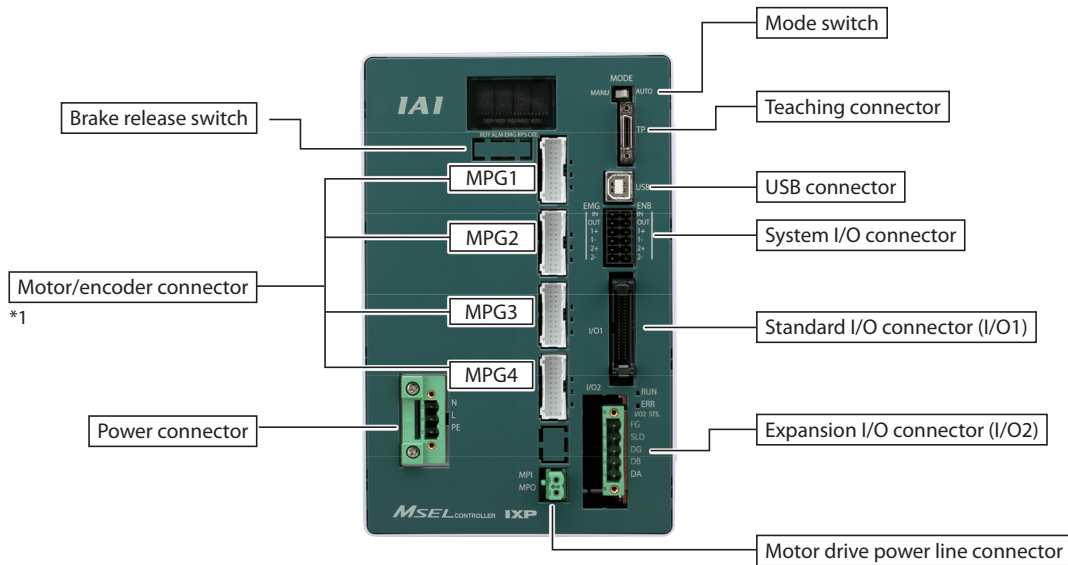 Mode switch
MODE
MANU
AUTO
IAI
Teaching connector
TP
Brake release switch
RDY ALM EMG RPS CKE
MPG1
USB connector
USB
EMG
ENB
IN
OUT
1+
1-
2+
2-
IN
OUT
1+
1-
2+
2-
System I/O connector
MPG2
Motor/encoder connector
*1
MPG3
I/O1
Standard I/O connector (I/O1)
MPG4
I/O2
RUN
ERR
I/O2 STS.
N
L
PE
Power connector
FG
SLD
DG
DB
DA
Expansion I/O connector (I/O2)
MPI
MPO
MSEL CONTROLLER IXP
Motor drive power line connector